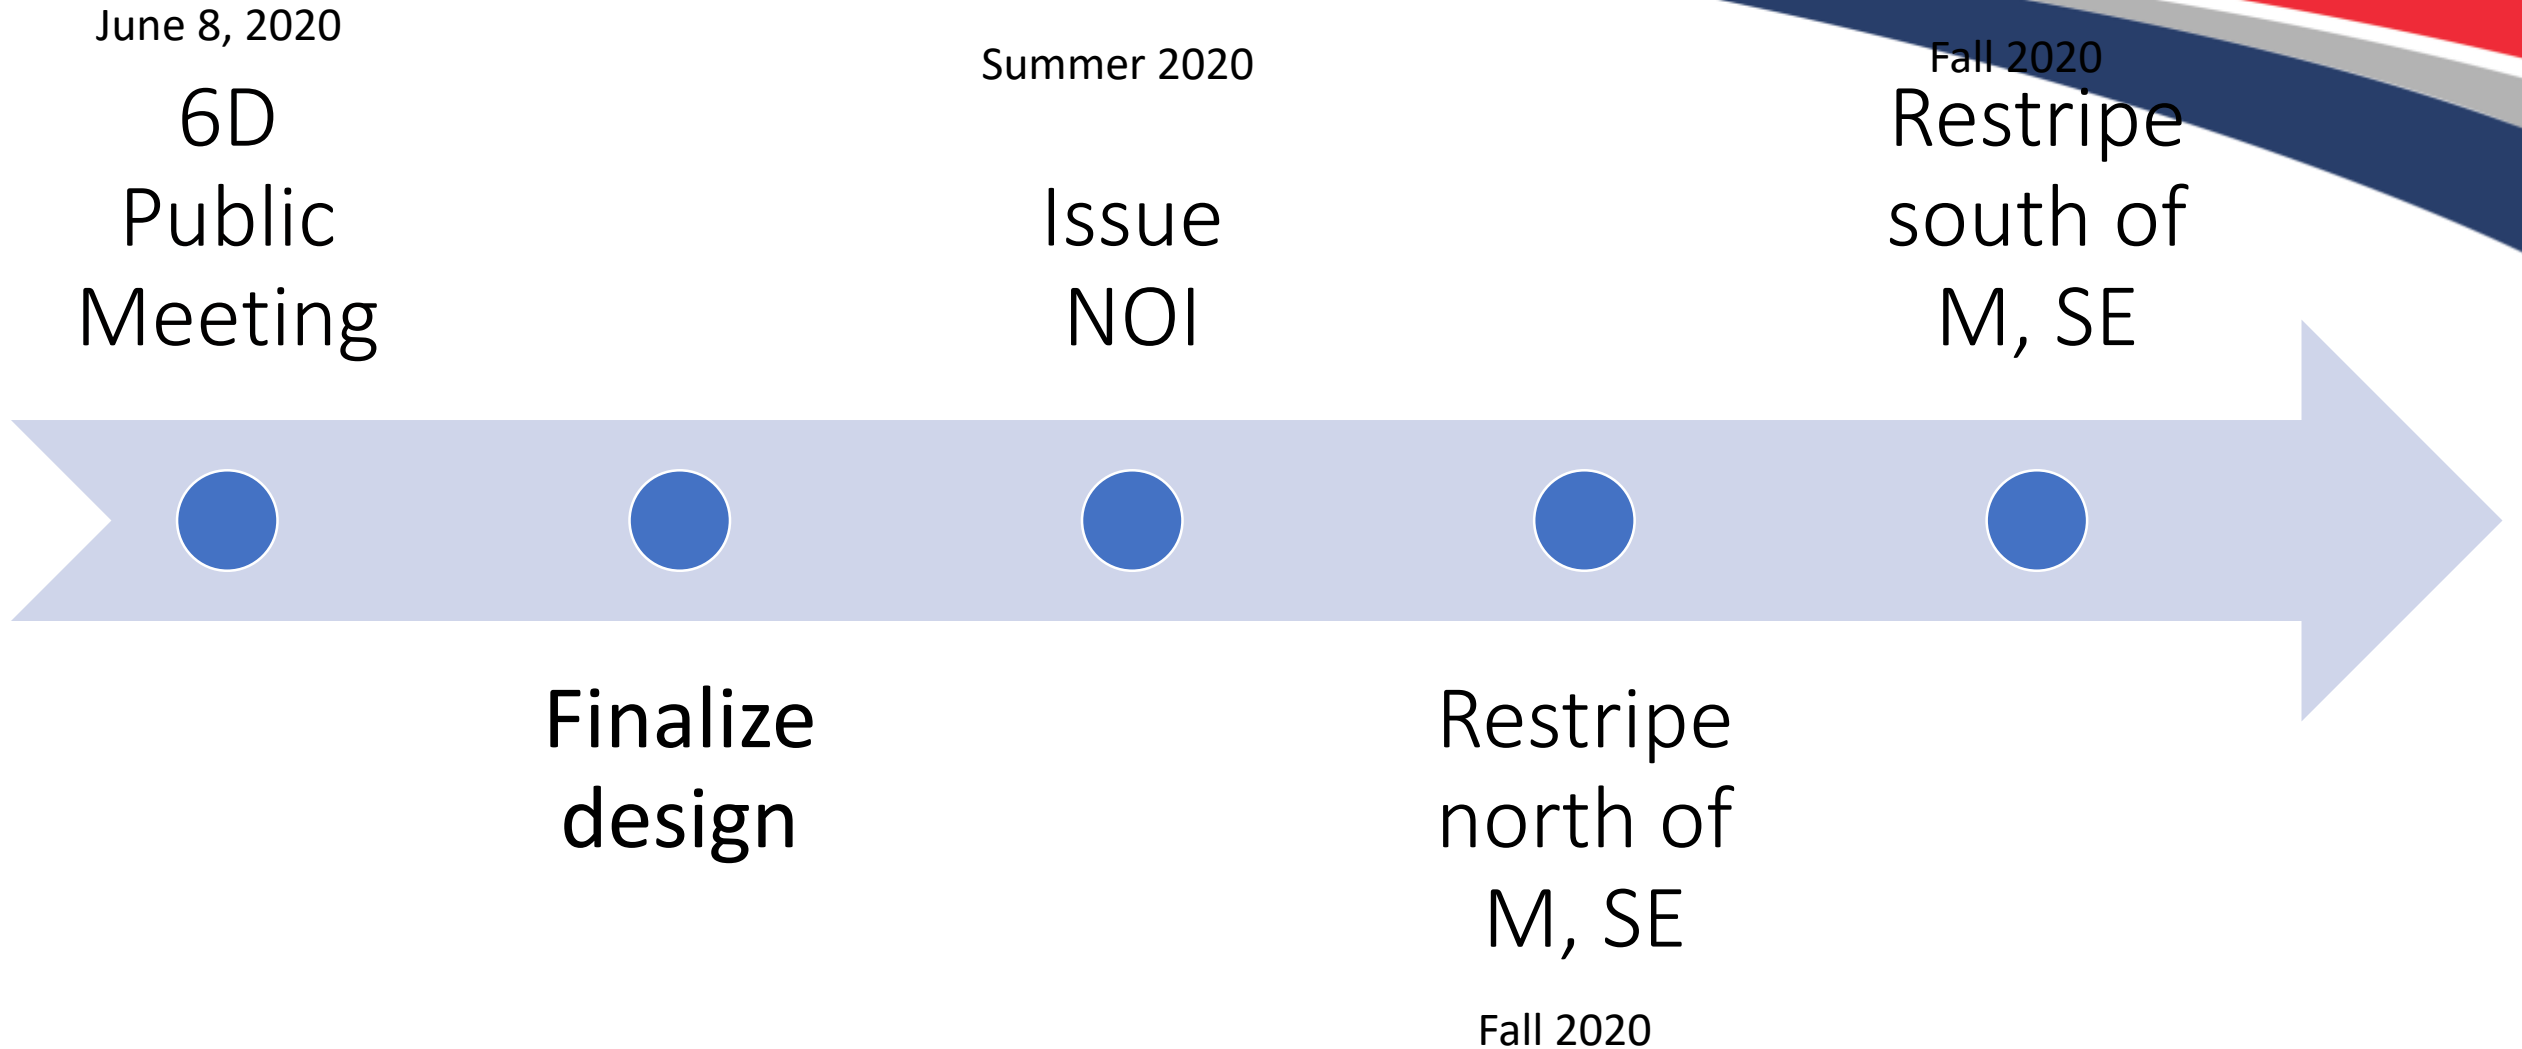 June 8, 2020
6D
Public
Meeting
Finalize
design
Summer 2020
Issue
NOI
Restripe
north of
M, SE
Fall 2020
Fall 2020
Restripe
south of
M, SE